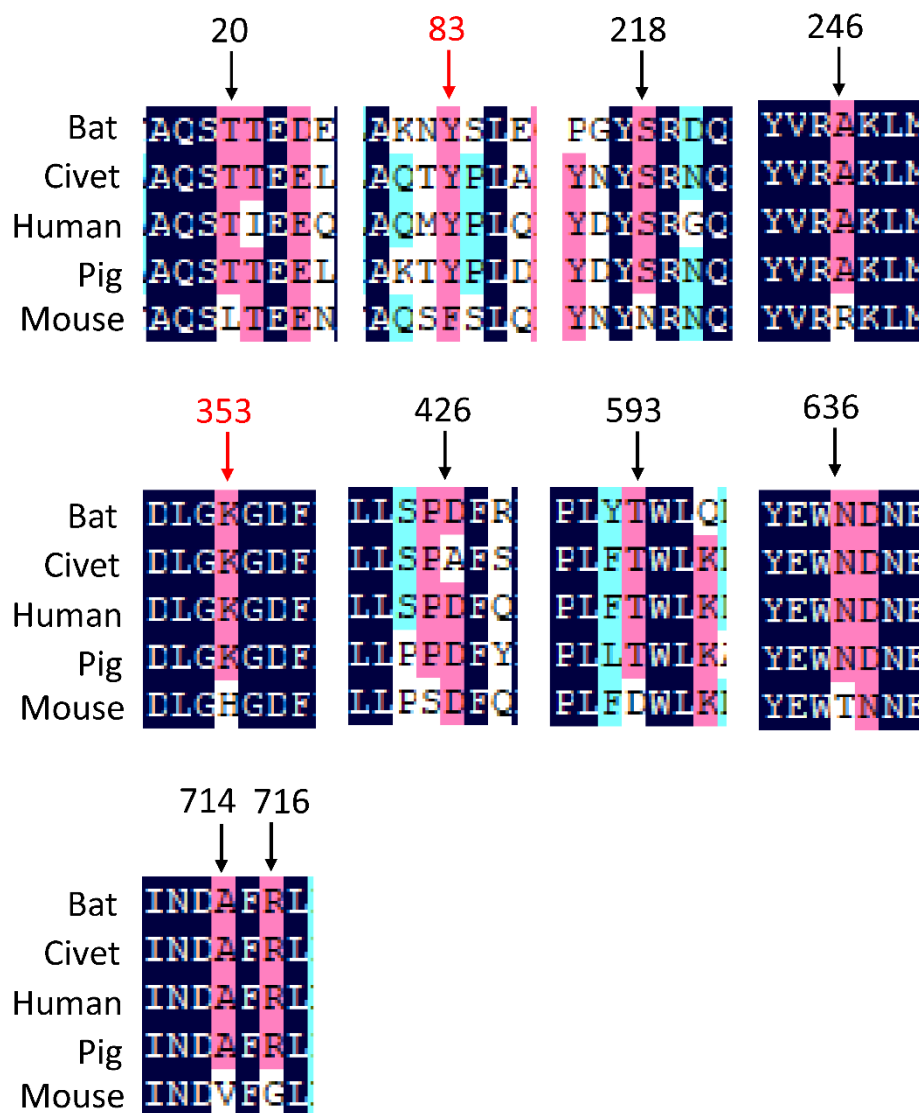 20 83 218 246
Bat AQSTTEDE AKNYSLE PGYSRDQ YVRAKLM
Civet AQSTTEEL AQTYPLA YNYSRNQ YVRAKLM
Human AQSTIEEQ AQMYPLQ YDYSRGQ YVRAKLM
Pig AQSTTEEL AKTYPLD YDYSRNQ YVRAKLM
Mouse AQSLTEEN AQSFSLQ YNYNRNQ YVRRKLM
353 426 593 636
Bat DLGKGDF LLSPDFR PLYTWLQ YEWNDNE
Civet DLGKGDF LLSPAFS PLFTWLK YEWNDNE
Human DLGKGDF LLSPDFQ PLFTWLK YEWNDNE
Pig DLGKGDF LLPPDFY PLLTWLK YEWNDNE
Mouse DLGHGDF LLPSDFQ PLFDWLK YEWTNNE
714 716
Bat INDAFRL
Civet INDAFRL
Human INDAFRL
Pig INDAFRL
Mouse INDVFGL